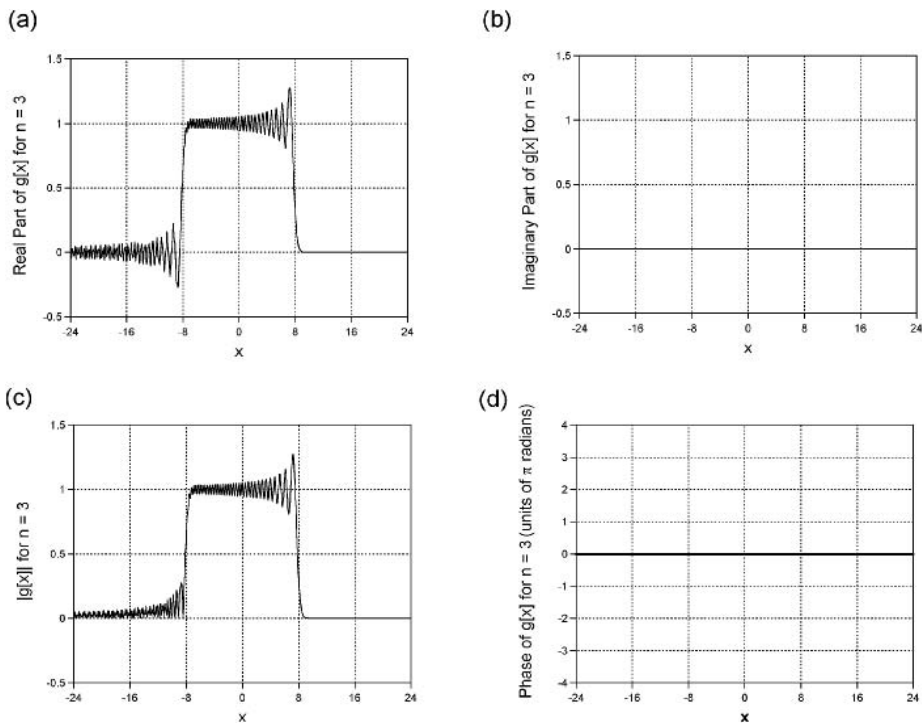 (a)
Real Part of g[x] for n = 3
1.5
1
0.5
0
-0.5
-24 -16 -8 0 8 16 24
x
(b)
Imaginary Part of g[x] for n = 3
1.5
1
0.5
0
-0.5
-24 -16 -8 0 8 16 24
x
(c)
|g[x]| for n = 3
1.5
1
0.5
0
-0.5
-24 -16 -8 0 8 16 24
x
(d)
Phase of g[x] for n = 3 (units of π radians)
4
3
2
1
0
-1
-2
-3
-4
-24 -16 -8 0 8 16 24
x